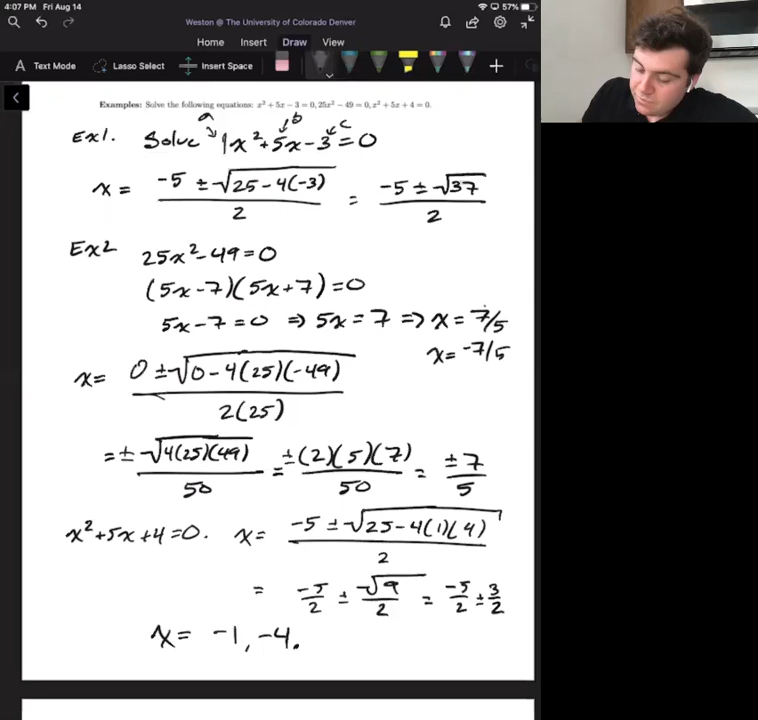 4:07 PM Fri Aug 14
57%
Weston @ The University of Colorado Denver
Home Insert Draw View
Text Mode Lasso Select Insert Space
Examples: Solve the following equations: x² + 5x − 3 = 0, 25x² − 49 = 0, x² + 5x + 4 = 0.
a b c
Ex1. Solve 1x²+5x-3=0
x = (-5 ± √(25-4(-3)))/2 = (-5 ± √37)/2
Ex2 25x²-49=0
(5x-7)(5x+7)=0
5x-7=0 ⇒ 5x=7 ⇒ x=7/5
x=-7/5
x= (0 ± √(0-4(25)(-49)))/(2(25))
= ± √(4(25)(49))/50 = ±(2)(5)(7)/50 = ±7/5
x²+5x+4=0. x= (-5 ± √(25-4(1)(4)))/2
= -5/2 ± √9/2 = -5/2 ± 3/2
x= -1, -4.